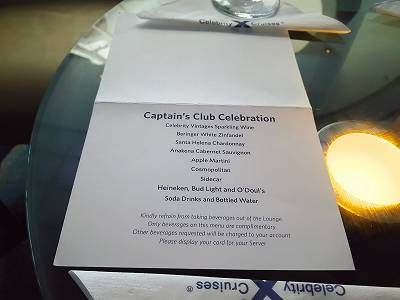 Celebrity X Cruises®
Captain's Club Celebration
Celebrity Vintages Sparkling Wine
Beringer White Zinfandel
Santa Helena Chardonnay
Anakena Cabernet Sauvignon
Apple Martini
Cosmopolitan
Sidecar
Heineken, Bud Light and O'Doul's
Soda Drinks and Bottled Water
Kindly refrain from taking beverages out of the Lounge.
Only beverages on this menu are complimentary.
Other beverages requested will be charged to your account.
Please display your card for your Server
Celebrity X Cruises®